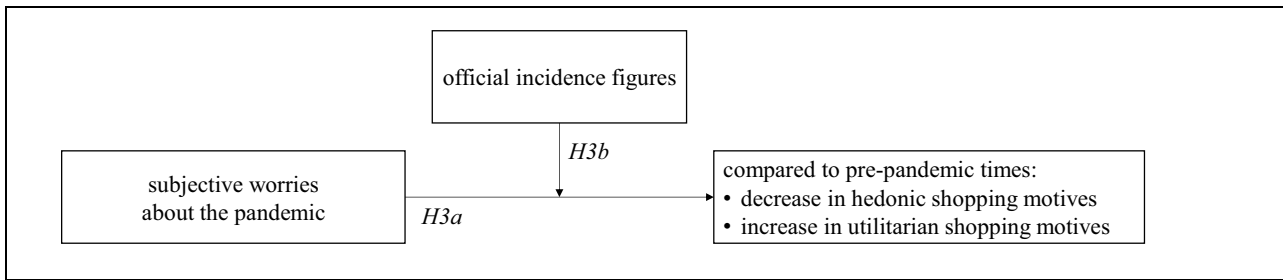 official incidence figures
H3b
subjective worries
about the pandemic
H3a
compared to pre-pandemic times:
• decrease in hedonic shopping motives
• increase in utilitarian shopping motives